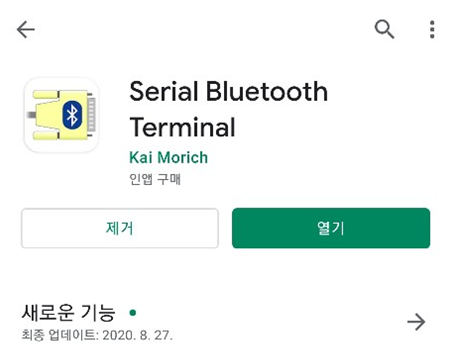 Serial Bluetooth
Terminal
Kai Morich
인앱 구매
제거
열기
새로운 기능
최종 업데이트: 2020. 8. 27.